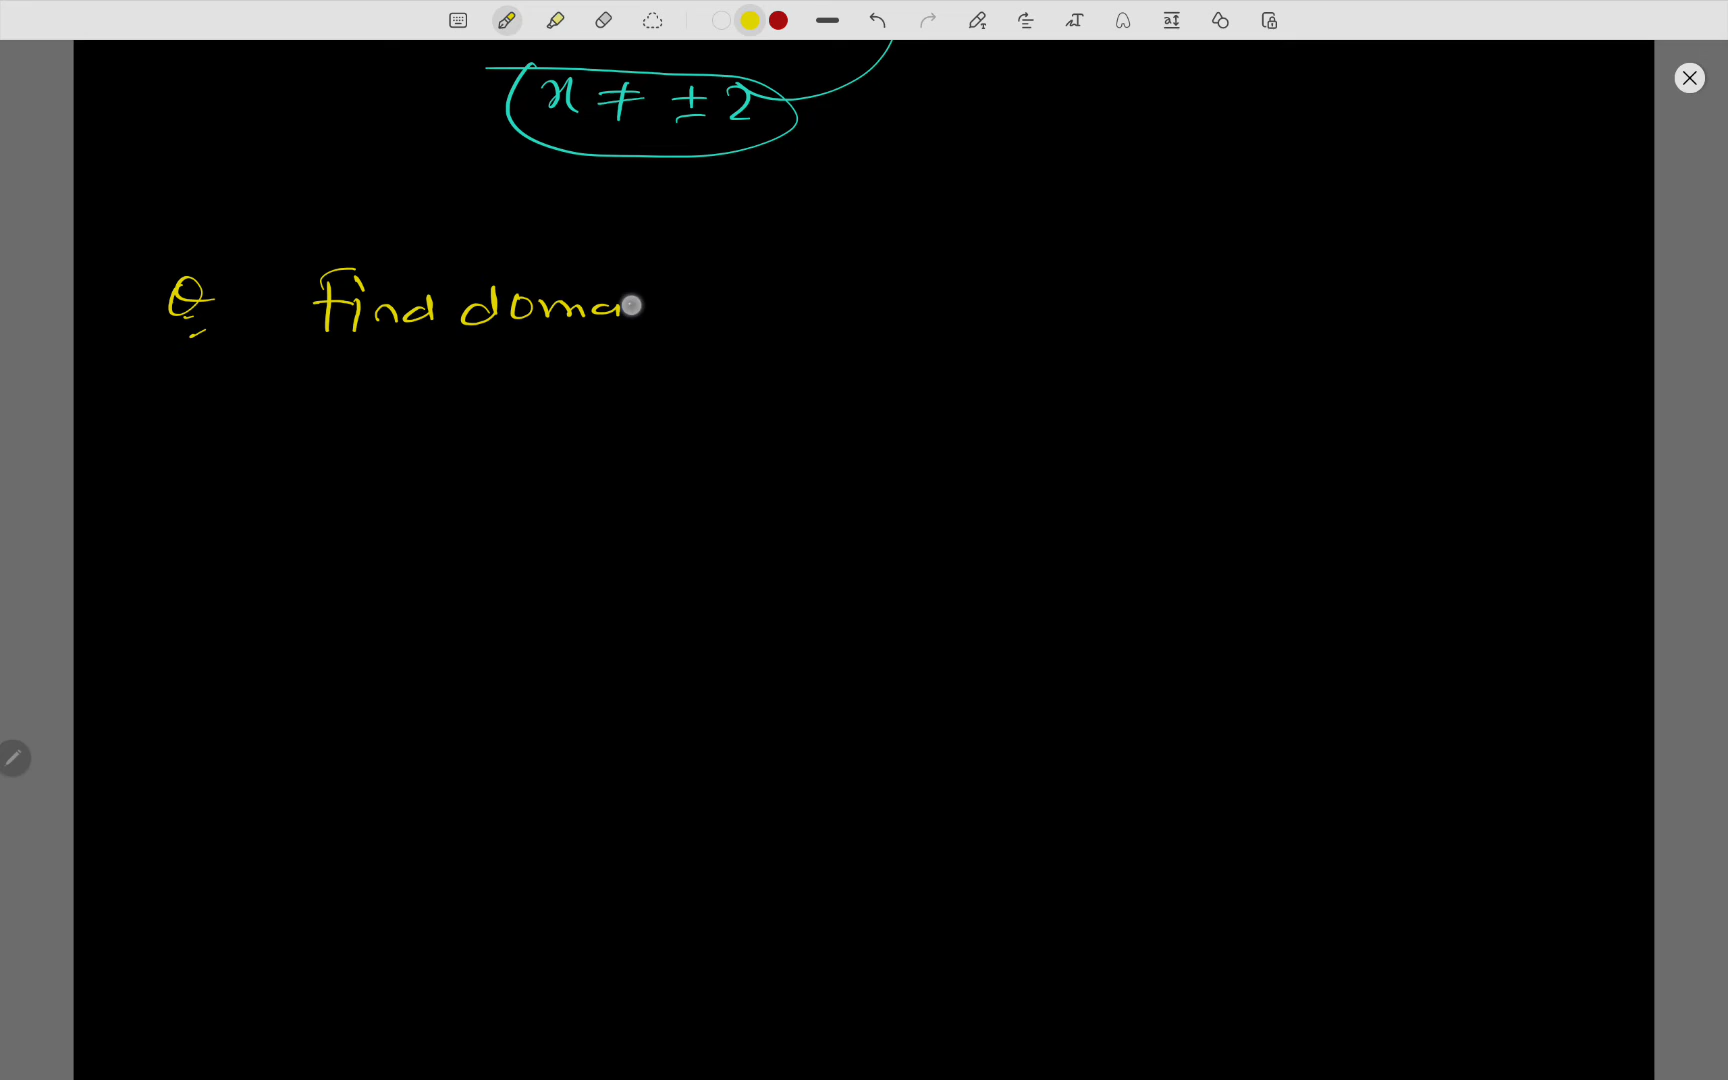 x ≠ ± 2
Q Find doma